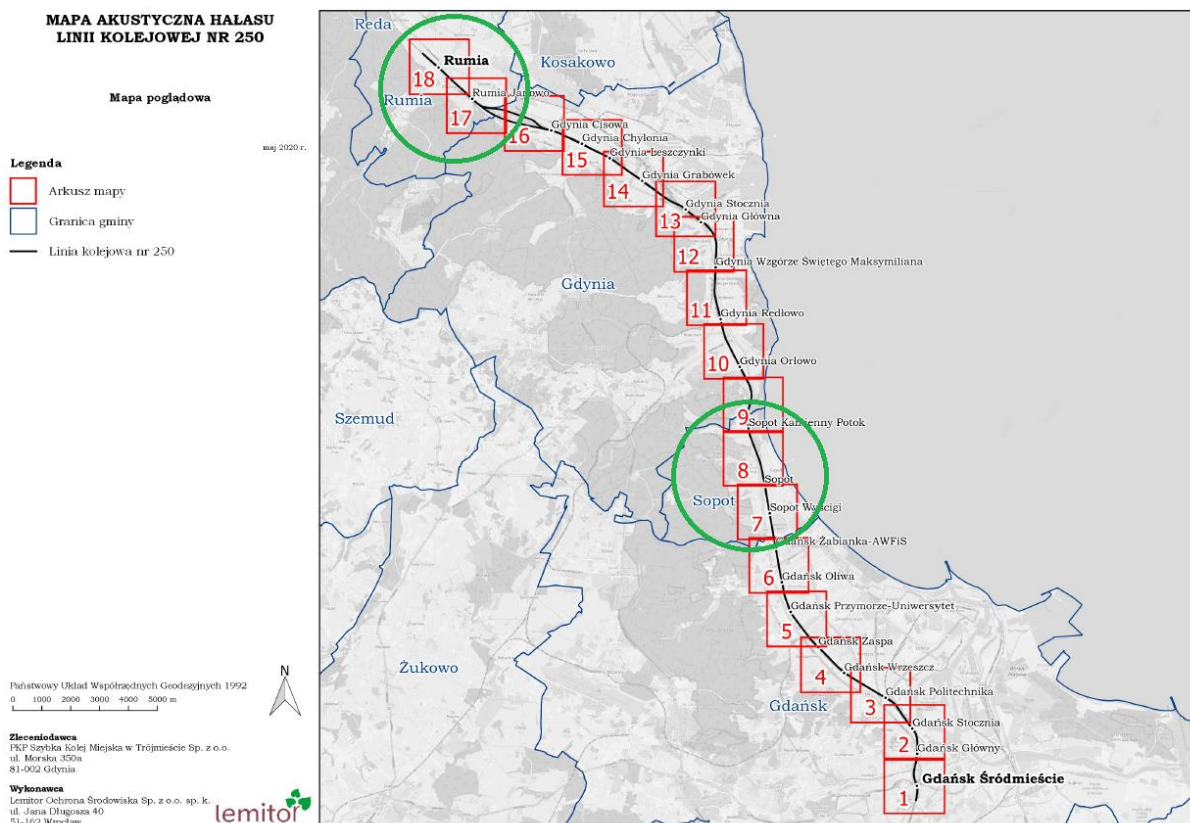 MAPA AKUSTYCZNA HAŁASU
LINII KOLEJOWEJ NR 250
Mapa poglądowa
maj 2020 r.
Legenda
Arkusz mapy
Granica gminy
Linia kolejowa nr 250
Reda
Rumia
Kosakowo
18
Rumia
Rumia Janowo
17
16
Gdynia Cisowa
Gdynia Chylonia
15
Gdynia Leszczynki
14
Gdynia Grabówek
Gdynia Stocznia
13
Gdynia Główna
12
Gdynia Wzgórze Świętego Maksymiliana
Gdynia
11
Gdynia Redłowo
10
Gdynia Orłowo
Szemud
9
Sopot Kamienny Potok
8
Sopot
Sopot
7
Sopot Wyścigi
Gdańsk Żabianka-AWFiS
6
Gdańsk Oliwa
5
Gdańsk Przymorze-Uniwersytet
Gdańsk Zaspa
Żukowo
4
Gdańsk Wrzeszcz
Gdańsk
3
Gdańsk Politechnika
Gdańsk Stocznia
2
Gdańsk Główny
Gdańsk Śródmieście
1
N
Państwowy Układ Współrzędnych Geodezyjnych 1992
0 1000 2000 3000 4000 5000 m
Zleceniodawca
PKP Szybka Kolej Miejska w Trójmieście Sp. z o.o.
ul. Morska 350a
81-002 Gdynia
Wykonawca
Lemitor Ochrona Środowiska Sp. z o.o. sp. k.
ul. Jana Długosza 40
51-162 Wrocław
lemitor